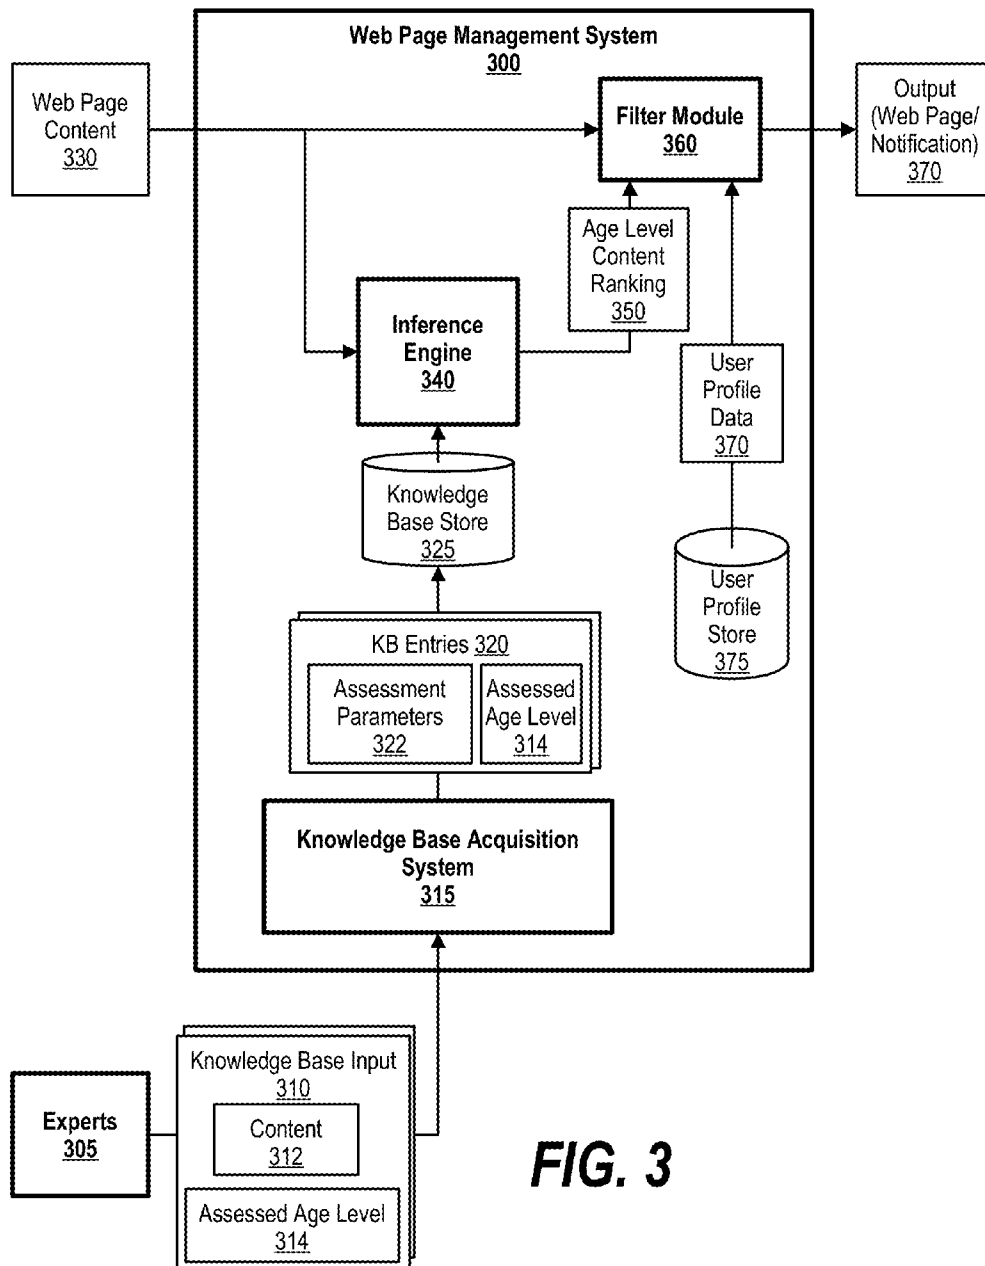 Web Page Management System
300
Web Page
Content
330
Filter Module
360
Output
(Web Page/
Notification)
370
Age Level
Content
Ranking
350
Inference
Engine
340
User
Profile
Data
370
Knowledge
Base Store
325
User
Profile
Store
375
KB Entries 320
Assessment
Parameters
322
Assessed
Age Level
314
Knowledge Base Acquisition
System
315
Knowledge Base Input
310
Experts
305
Content
312
Assessed Age Level
314
FIG. 3